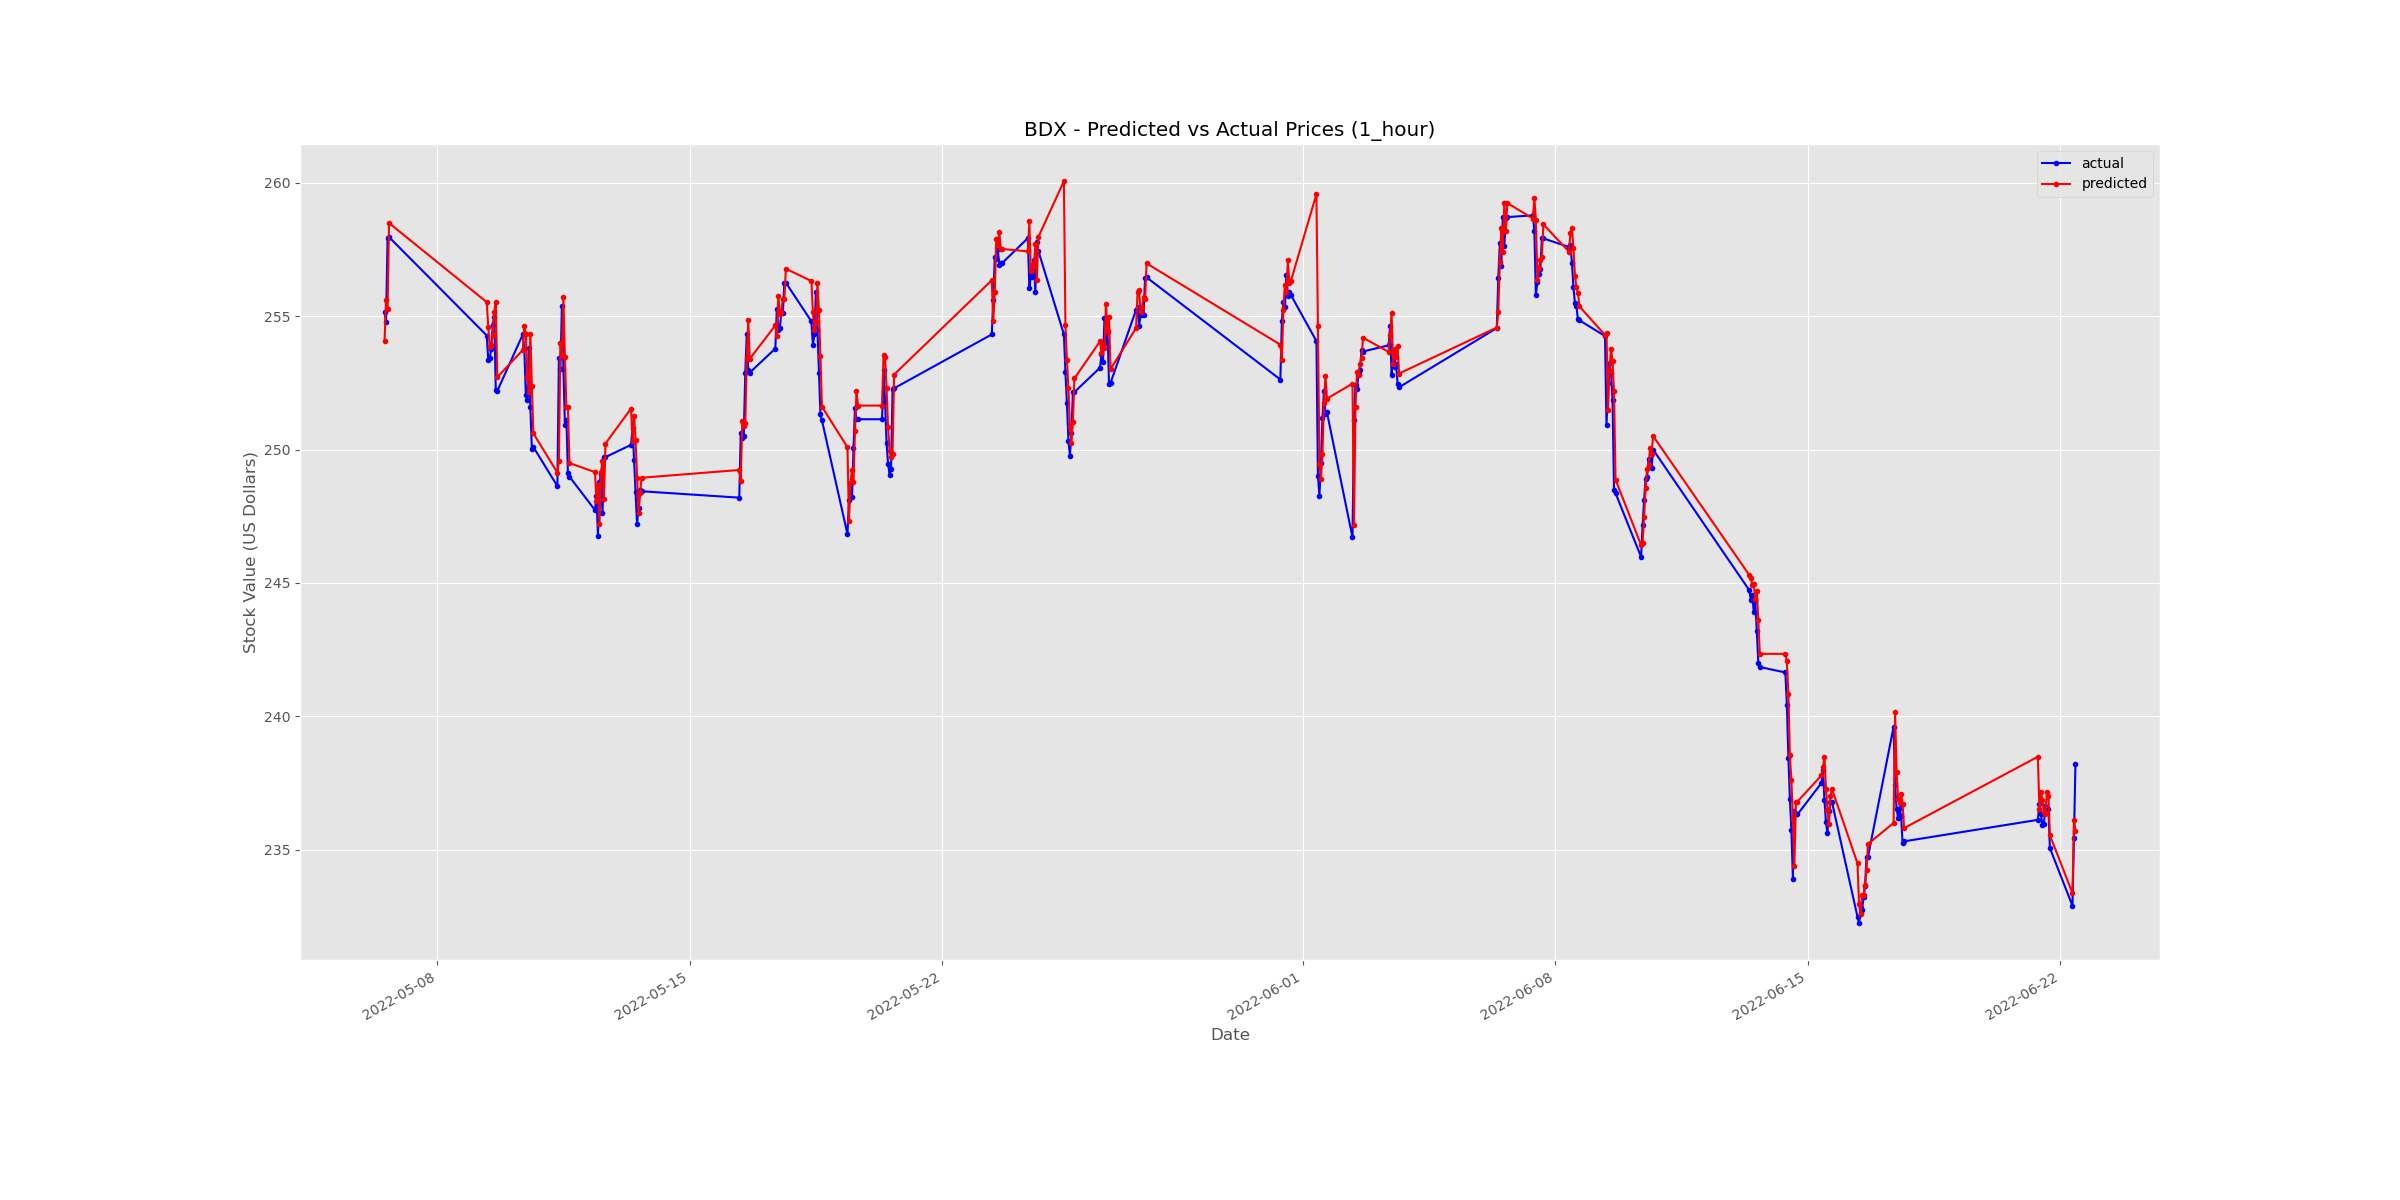 BDX - Predicted vs Actual Prices (1_hour)
actual
predicted
260
255
250
245
240
235
Stock Value (US Dollars)
2022-05-08
2022-05-15
2022-05-22
2022-06-01
2022-06-08
2022-06-15
2022-06-22
Date